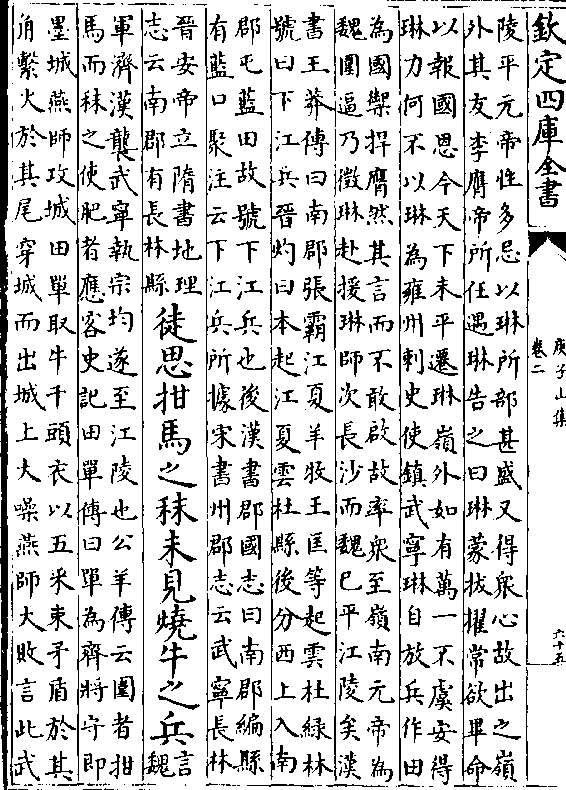 欽定四庫全書
庾子山集
卷二
六十五
陵平元帝性多忌以琳所部甚盛又得衆心故出之嶺
外其友李膺帝所任遇琳告之曰琳蒙拔擢常欲畢命
以報國恩今天下未平遷琳嶺外如有萬一不虞安得
琳力何不以琳為雍州刺史使鎮武寧琳自放兵作田
為國禦捍膺然其言而不敢啟故率衆至嶺南元帝為
魏圍逼乃徵琳赴援琳師次長沙而魏已平江陵矣漢
書王莽傳曰南郡張霸江夏羊牧王匡等起雲杜緑林
號曰下江兵晉灼曰本起江夏雲杜縣後分西上入南
郡屯藍田故號下江兵也後漢書郡國志曰南郡編縣
有藍口聚注云下江兵所據宋書州郡志云武寧長林
晉安帝立隋書地理
志云南郡有長林縣
徒思拑馬之秣未見燒牛之兵
言
魏
軍濟漢襲武寧執宗均遂至江陵也公羊傳云圍者拑
馬而秣之使肥者應客史記田單傳曰單為齊將守即
墨城燕師攻城田單取牛千頭衣以五采束矛盾於其
角繫火於其尾穿城而出城上大噪燕師大敗言此武